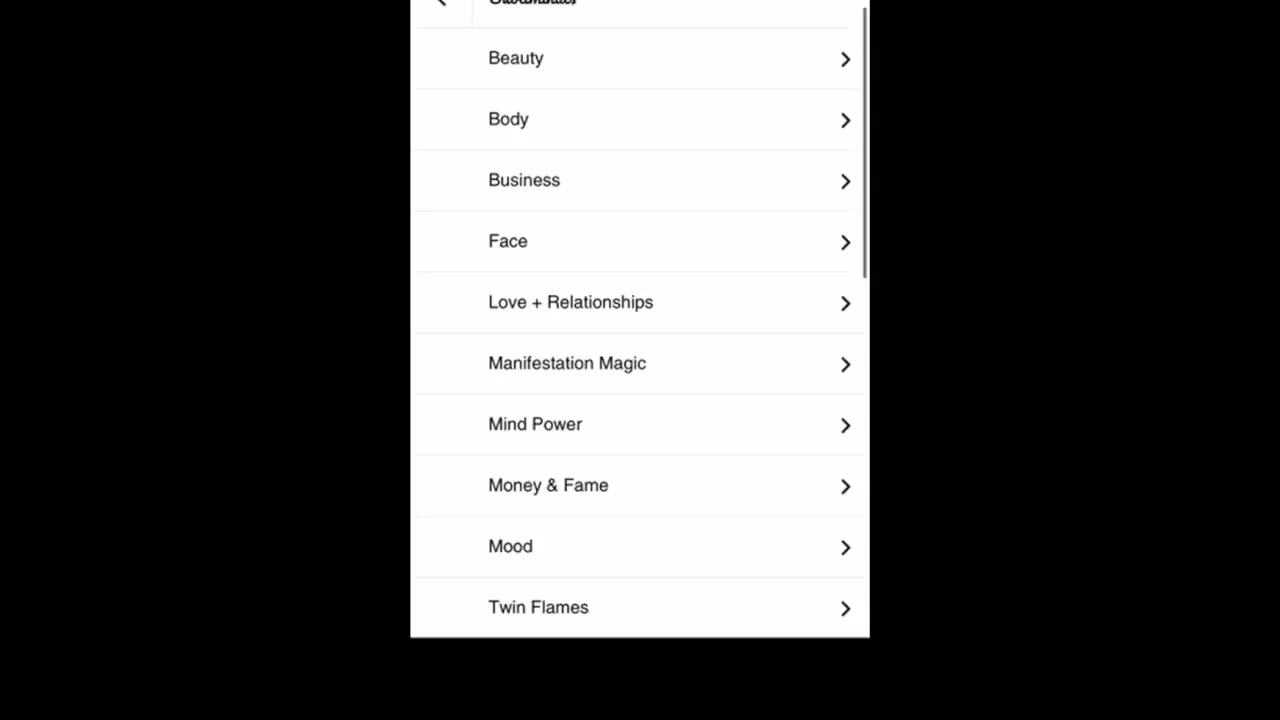 Beauty
Body
Business
Face
Love + Relationships
Manifestation Magic
Mind Power
Money & Fame
Mood
Twin Flames